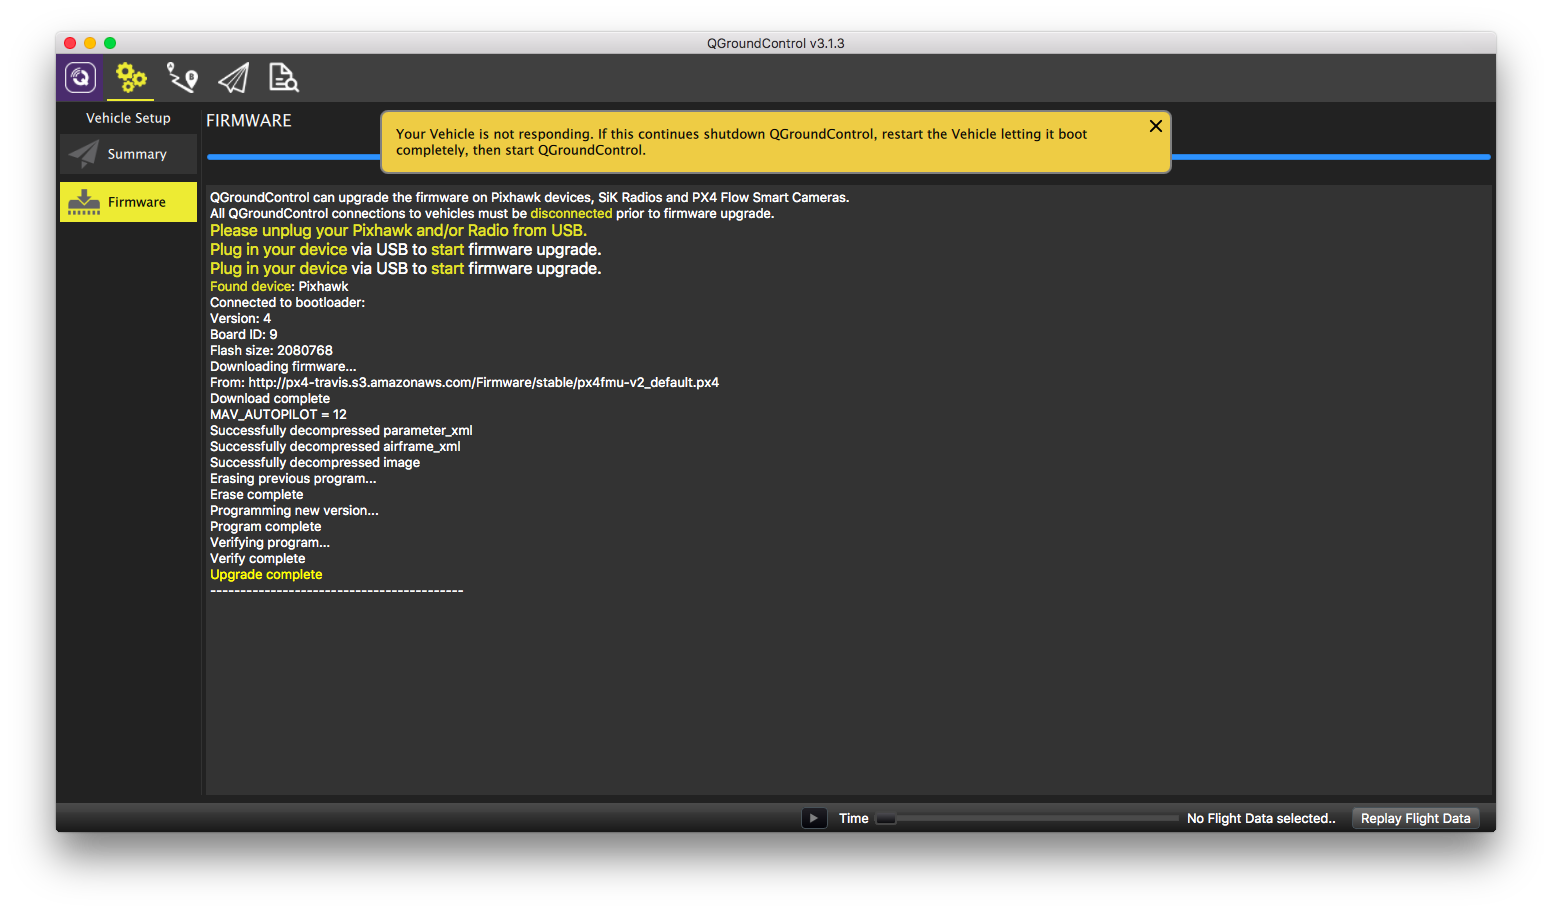 QGroundControl v3.1.3
Vehicle Setup
Summary
Firmware
FIRMWARE
Your Vehicle is not responding. If this continues shutdown QGroundControl, restart the Vehicle letting it boot
completely, then start QGroundControl.
QGroundControl can upgrade the firmware on Pixhawk devices, SiK Radios and PX4 Flow Smart Cameras.
All QGroundControl connections to vehicles must be disconnected prior to firmware upgrade.
Please unplug your Pixhawk and/or Radio from USB.
Plug in your device via USB to start firmware upgrade.
Plug in your device via USB to start firmware upgrade.
Found device: Pixhawk
Connected to bootloader:
Version: 4
Board ID: 9
Flash size: 2080768
Downloading firmware...
From: http://px4-travis.s3.amazonaws.com/Firmware/stable/px4fmu-v2_default.px4
Download complete
MAV_AUTOPILOT = 12
Successfully decompressed parameter_xml
Successfully decompressed airframe_xml
Successfully decompressed image
Erasing previous program...
Erase complete
Programming new version...
Program complete
Verifying program...
Verify complete
Upgrade complete
------------------------------------------
Time
No Flight Data selected..
Replay Flight Data